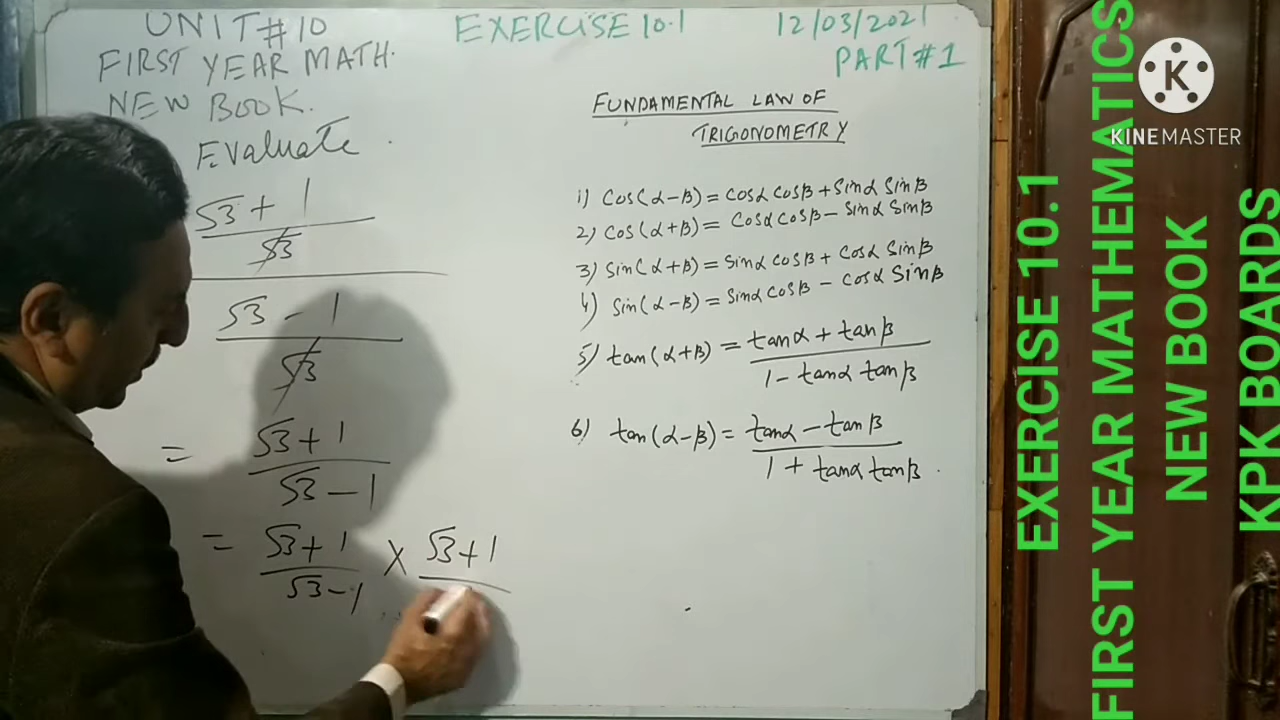 UNIT#10
FIRST YEAR MATH.
NEW BOOK.
Evaluate.
√3 + 1
√3
√3 - 1
√3
= √3 + 1
√3 - 1
= √3 + 1 × √3 + 1
√3 - 1
EXERCISE 10.1
12/03/2021
PART#1
FUNDAMENTAL LAW OF
TRIGONOMETRY
1) Cos(α-β) = Cosα Cosβ + Sinα Sinβ
2) Cos(α+β) = Cosα Cosβ - Sinα Sinβ
3) Sin(α+β) = Sinα Cosβ + Cosα Sinβ
4) Sin(α-β) = Sinα Cosβ - Cosα Sinβ
5) tan(α+β) = tanα + tanβ
1 - tanα tanβ
6) tan(α-β) = tanα - tanβ
1 + tanα tanβ.
K
KINEMASTER
EXERCISE 10.1
FIRST YEAR MATHEMATICS
NEW BOOK
KPK BOARDS